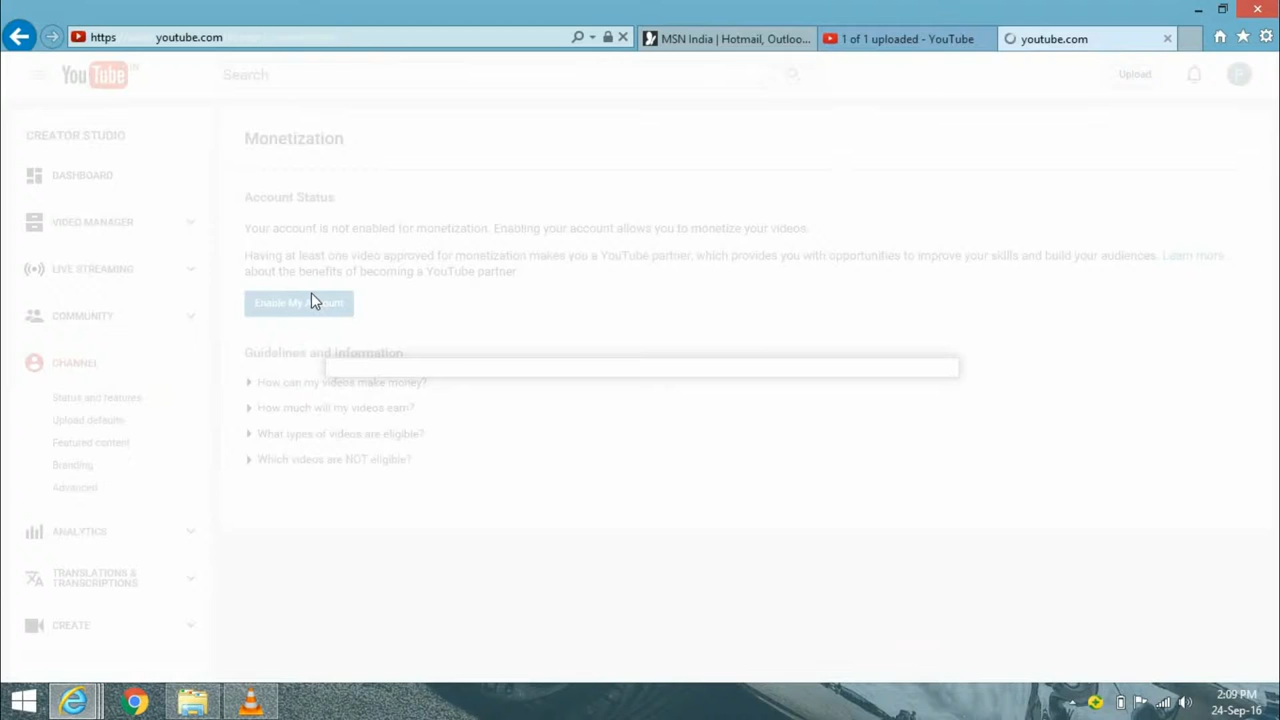 https youtube.com
MSN India | Hotmail, Outloo...
1 of 1 uploaded - YouTube
youtube.com
YouTube IN
Search
Upload
CREATOR STUDIO
DASHBOARD
VIDEO MANAGER
LIVE STREAMING
COMMUNITY
CHANNEL
Status and features
Upload defaults
Featured content
Branding
Advanced
ANALYTICS
TRANSLATIONS &
TRANSCRIPTIONS
CREATE
Monetization
Account Status
Your account is not enabled for monetization. Enabling your account allows you to monetize your videos.
Having at least one video approved for monetization makes you a YouTube partner, which provides you with opportunities to improve your skills and build your audiences. Learn more
about the benefits of becoming a YouTube partner
Enable My Account
Guidelines and Information
How can my videos make money?
How much will my videos earn?
What types of videos are eligible?
Which videos are NOT eligible?
2:09 PM
24-Sep-16